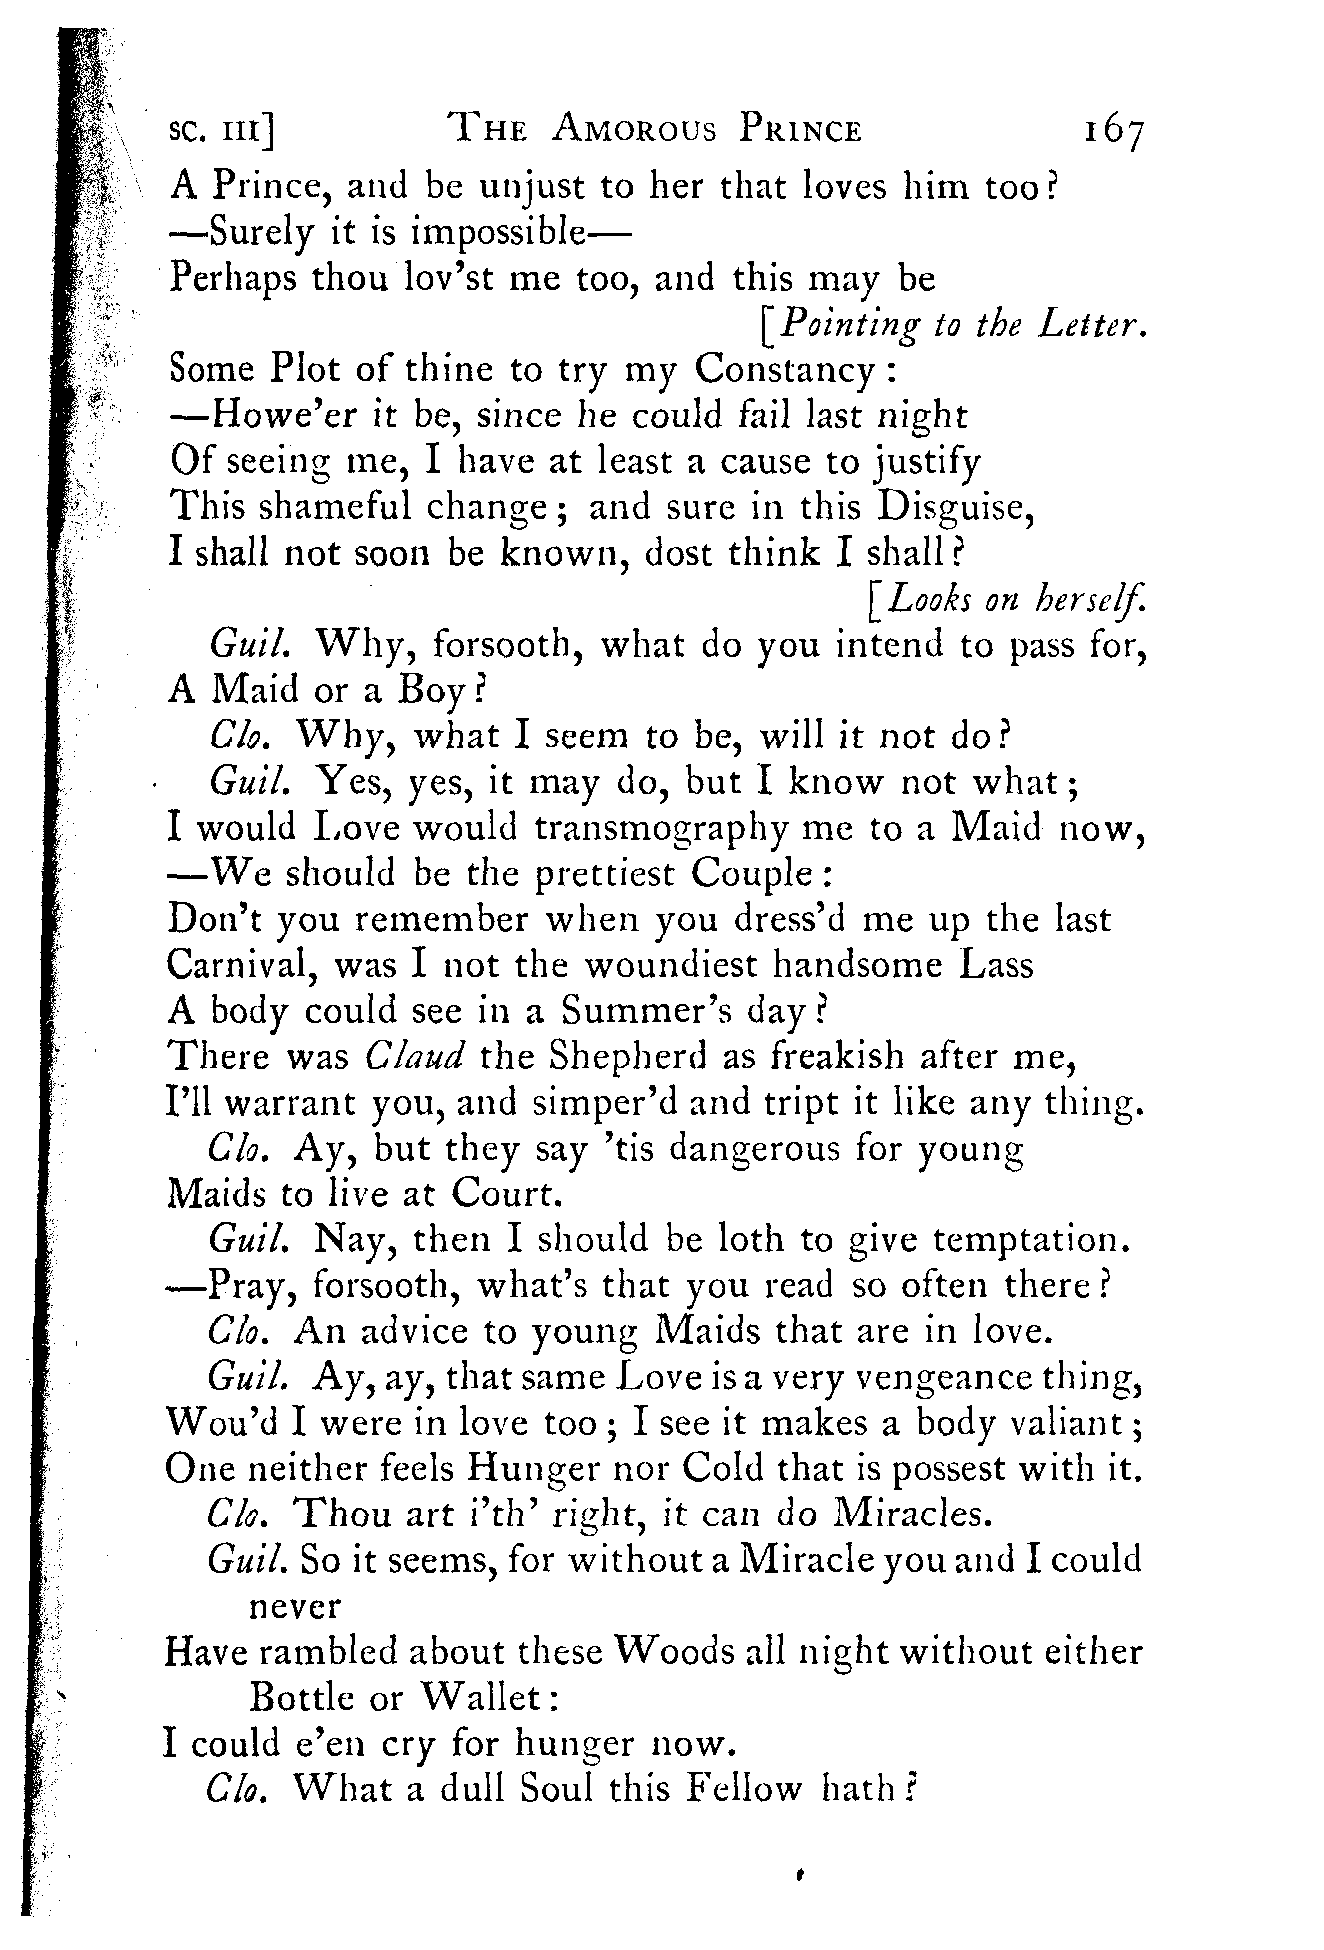 SC. III] THE AMOROUS PRINCE 167
A Prince, and be unjust to her that loves him too?
—Surely it is impossible—
Perhaps thou lov'st me too, and this may be
[Pointing to the Letter.
Some Plot of thine to try my Constancy :
—Howe'er it be, since he could fail last night
Of seeing me, I have at least a cause to justify
This shameful change ; and sure in this Disguise,
I shall not soon be known, dost think I shall?
[Looks on herself.
Guil. Why, forsooth, what do you intend to pass for,
A Maid or a Boy?
Clo. Why, what I seem to be, will it not do?
Guil. Yes, yes, it may do, but I know not what ;
I would Love would transmography me to a Maid now,
—We should be the prettiest Couple :
Don't you remember when you dress'd me up the last
Carnival, was I not the woundiest handsome Lass
A body could see in a Summer's day?
There was Claud the Shepherd as freakish after me,
I'll warrant you, and simper'd and tript it like any thing.
Clo. Ay, but they say 'tis dangerous for young
Maids to live at Court.
Guil. Nay, then I should be loth to give temptation.
—Pray, forsooth, what's that you read so often there?
Clo. An advice to young Maids that are in love.
Guil. Ay, ay, that same Love is a very vengeance thing,
Wou'd I were in love too ; I see it makes a body valiant ;
One neither feels Hunger nor Cold that is possest with it.
Clo. Thou art i'th' right, it can do Miracles.
Guil. So it seems, for without a Miracle you and I could
never
Have rambled about these Woods all night without either
Bottle or Wallet :
I could e'en cry for hunger now.
Clo. What a dull Soul this Fellow hath?